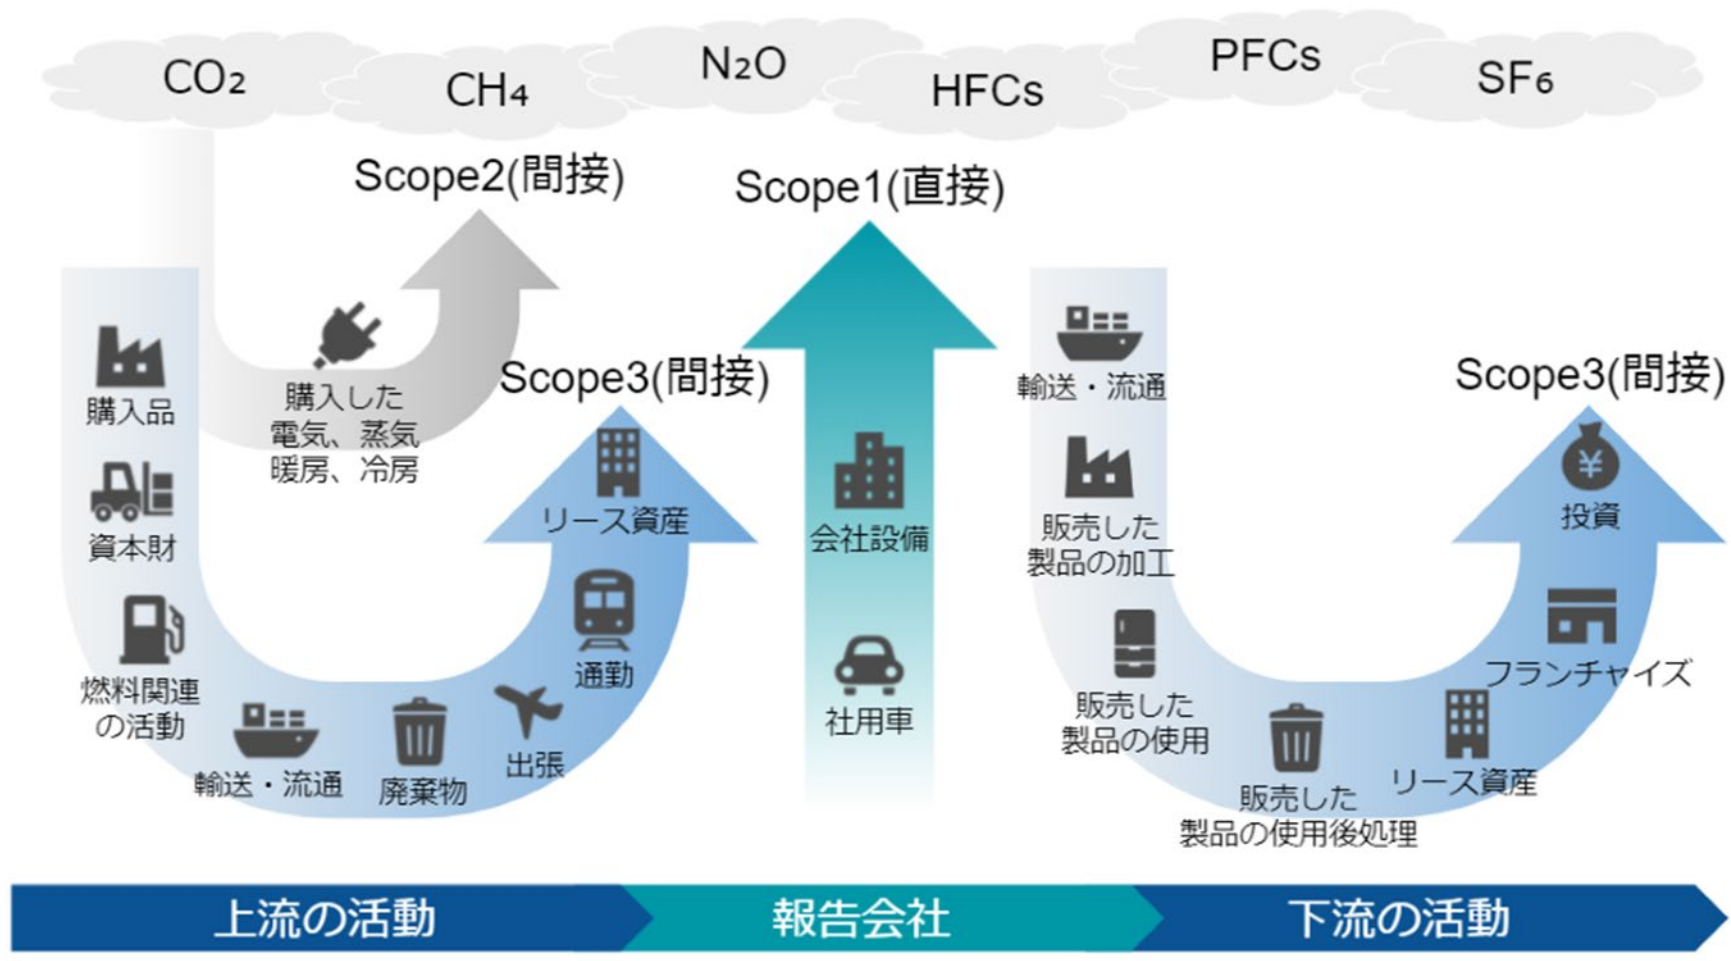 CO₂
CH₄
N₂O
HFCs
PFCs
SF₆
Scope2(間接)
Scope1(直接)
購入した
電気、蒸気
暖房、冷房
Scope3(間接)
購入品
資本財
燃料関連
の活動
輸送・流通
廃棄物
出張
通勤
リース資産
会社設備
社用車
Scope3(間接)
輸送・流通
販売した
製品の加工
販売した
製品の使用
販売した
製品の使用後処理
リース資産
フランチャイズ
¥
投資
上流の活動
報告会社
下流の活動